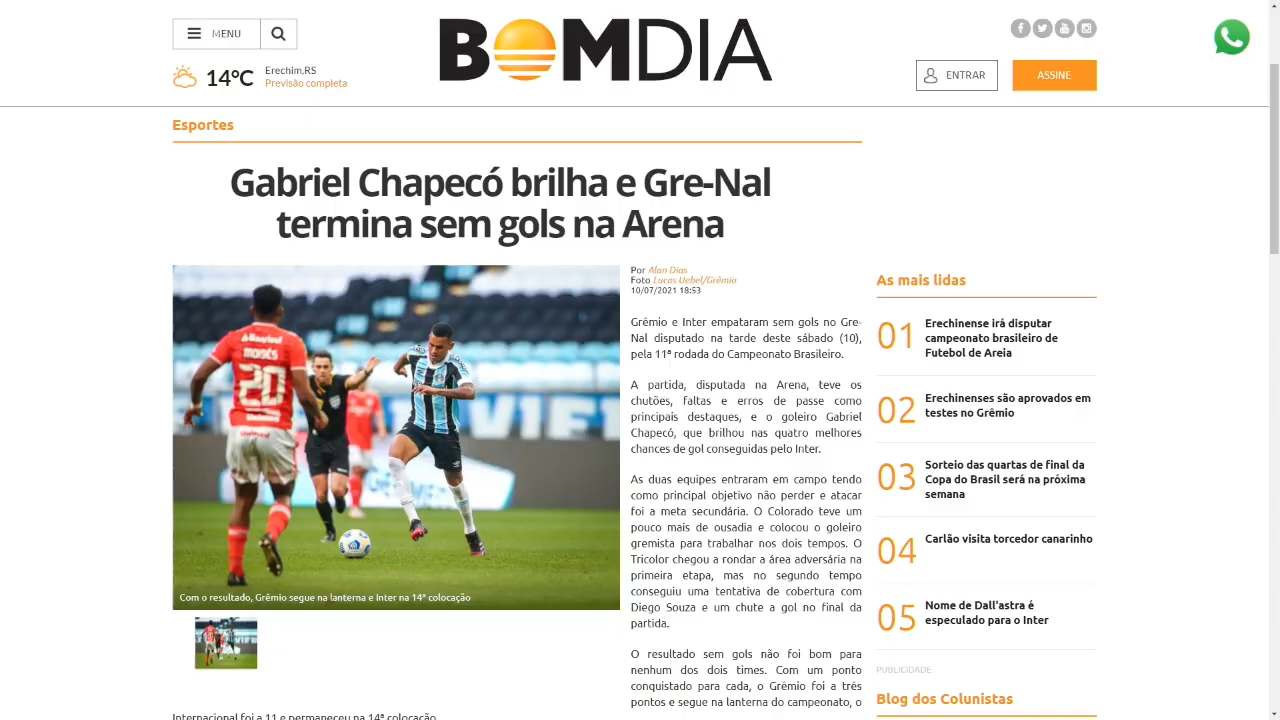 MENU
BOMDIA
14°C
Erechim,RS
Previsão completa
ENTRAR
ASSINE
Esportes
Gabriel Chapecó brilha e Gre-Nal
termina sem gols na Arena
MOISÉS
20
Com o resultado, Grêmio segue na lanterna e Inter na 14ª colocação
Por Alan Dias
Foto Lucas Uebel/Grêmio
10/07/2021 18:53
Grêmio e Inter empataram sem gols no Gre-
Nal disputado na tarde deste sábado (10),
pela 11ª rodada do Campeonato Brasileiro.
A partida, disputada na Arena, teve os
chutões, faltas e erros de passe como
principais destaques, e o goleiro Gabriel
Chapecó, que brilhou nas quatro melhores
chances de gol conseguidas pelo Inter.
As duas equipes entraram em campo tendo
como principal objetivo não perder e atacar
foi a meta secundária. O Colorado teve um
pouco mais de ousadia e colocou o goleiro
gremista para trabalhar nos dois tempos. O
Tricolor chegou a rondar a área adversária na
primeira etapa, mas no segundo tempo
conseguiu uma tentativa de cobertura com
Diego Souza e um chute a gol no final da
partida.
O resultado sem gols não foi bom para
nenhum dos dois times. Com um ponto
conquistado para cada, o Grêmio foi a três
pontos e segue na lanterna do campeonato, o
Internacional foi a 11 e permaneceu na 14ª colocação.
As mais lidas
01
Erechinense irá disputar
campeonato brasileiro de
Futebol de Areia
02
Erechinenses são aprovados em
testes no Grêmio
03
Sorteio das quartas de final da
Copa do Brasil será na próxima
semana
04
Carlão visita torcedor canarinho
05
Nome de Dall'astra é
especulado para o Inter
PUBLICIDADE
Blog dos Colunistas